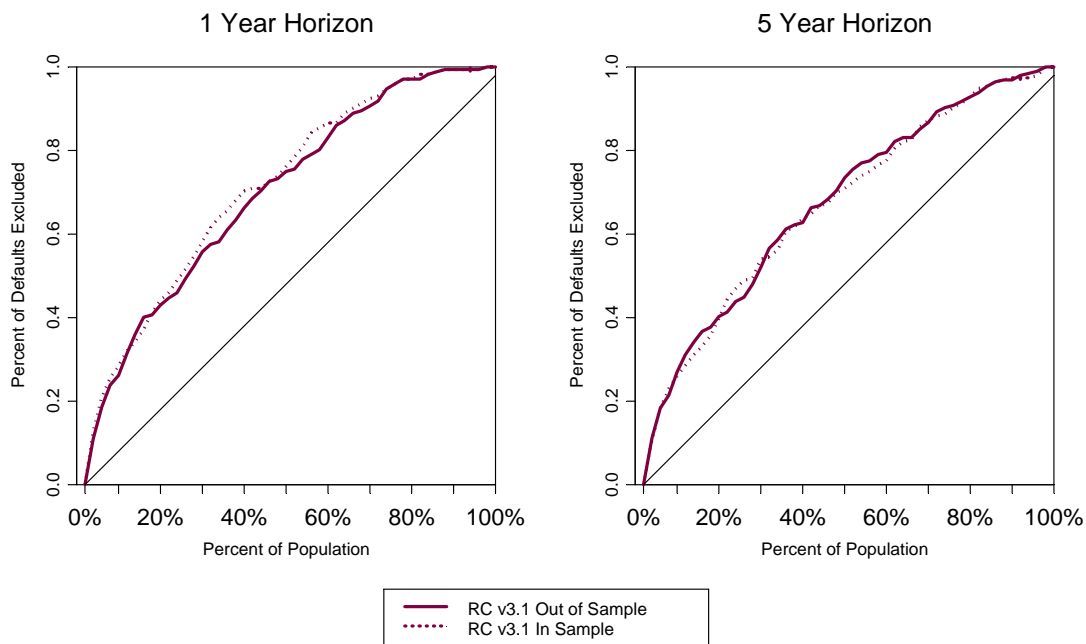 1 Year Horizon
Percent of Defaults Excluded
1.0
0.8
0.6
0.4
0.2
0.0
0% 20% 40% 60% 80% 100%
Percent of Population
5 Year Horizon
Percent of Defaults Excluded
1.0
0.8
0.6
0.4
0.2
0.0
0% 20% 40% 60% 80% 100%
Percent of Population
RC v3.1 Out of Sample
RC v3.1 In Sample